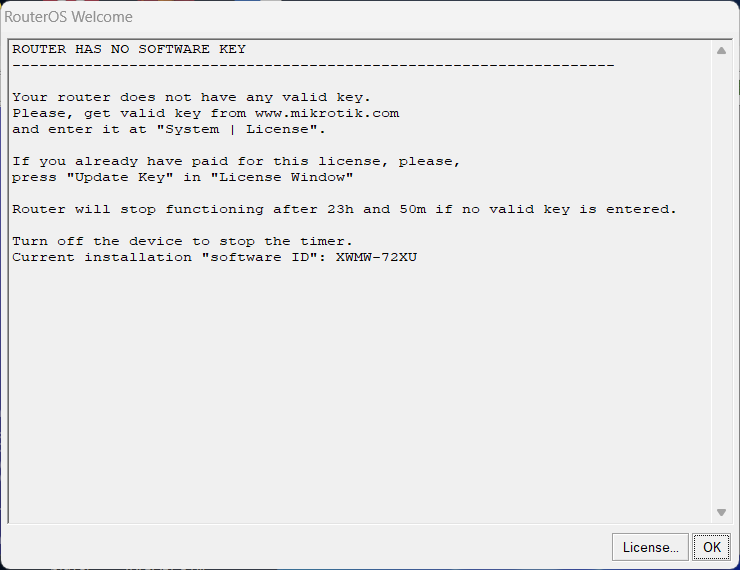 RouterOS Welcome
ROUTER HAS NO SOFTWARE KEY
-------------------------------------------------------------------
Your router does not have any valid key.
Please, get valid key from www.mikrotik.com
and enter it at "System | License".
If you already have paid for this license, please,
press "Update Key" in "License Window"
Router will stop functioning after 23h and 50m if no valid key is entered.
Turn off the device to stop the timer.
Current installation "software ID": XWMW-72XU
License...
OK